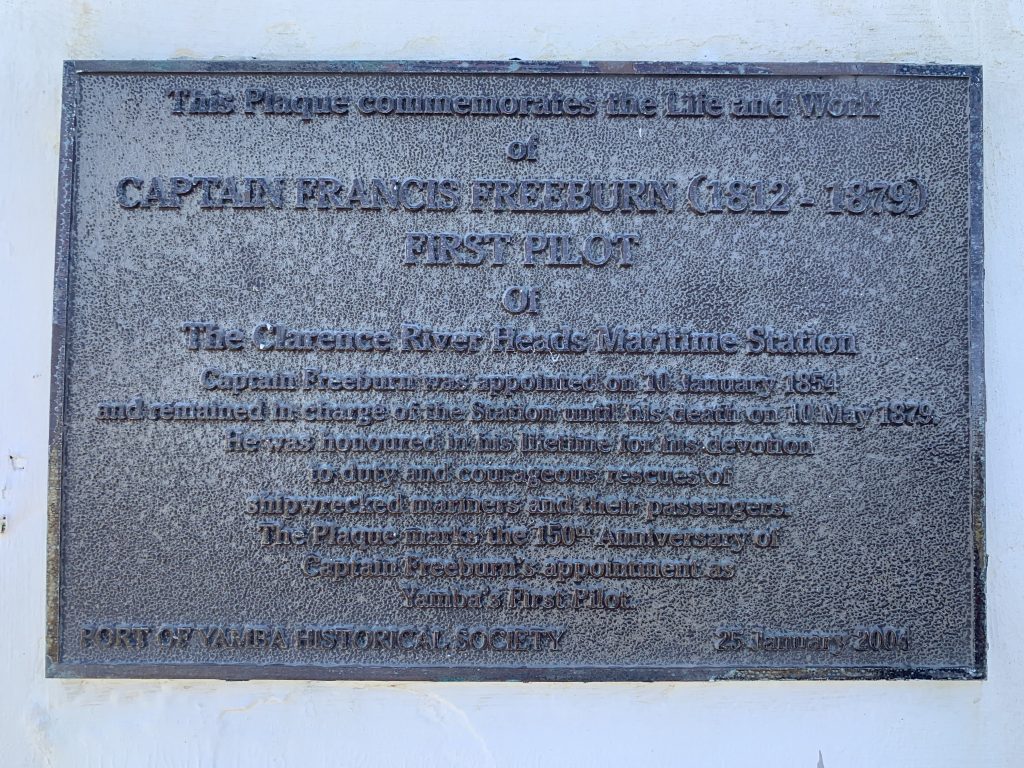 This Plaque commemorates the Life and Work
of
CAPTAIN FRANCIS FREEBURN (1812 - 1879)
FIRST PILOT
Of
The Clarence River Heads Maritime Station
Captain Freeburn was appointed on 10 January 1854
and remained in charge of the Station until his death on 10 May 1879.
He was honoured in his lifetime for his devotion
to duty and courageous rescues of
shipwrecked mariners and their passengers.
The Plaque marks the 150th Anniversary of
Captain Freeburn's appointment as
Yamba's First Pilot.
PORT OF YAMBA HISTORICAL SOCIETY 25 January 2004